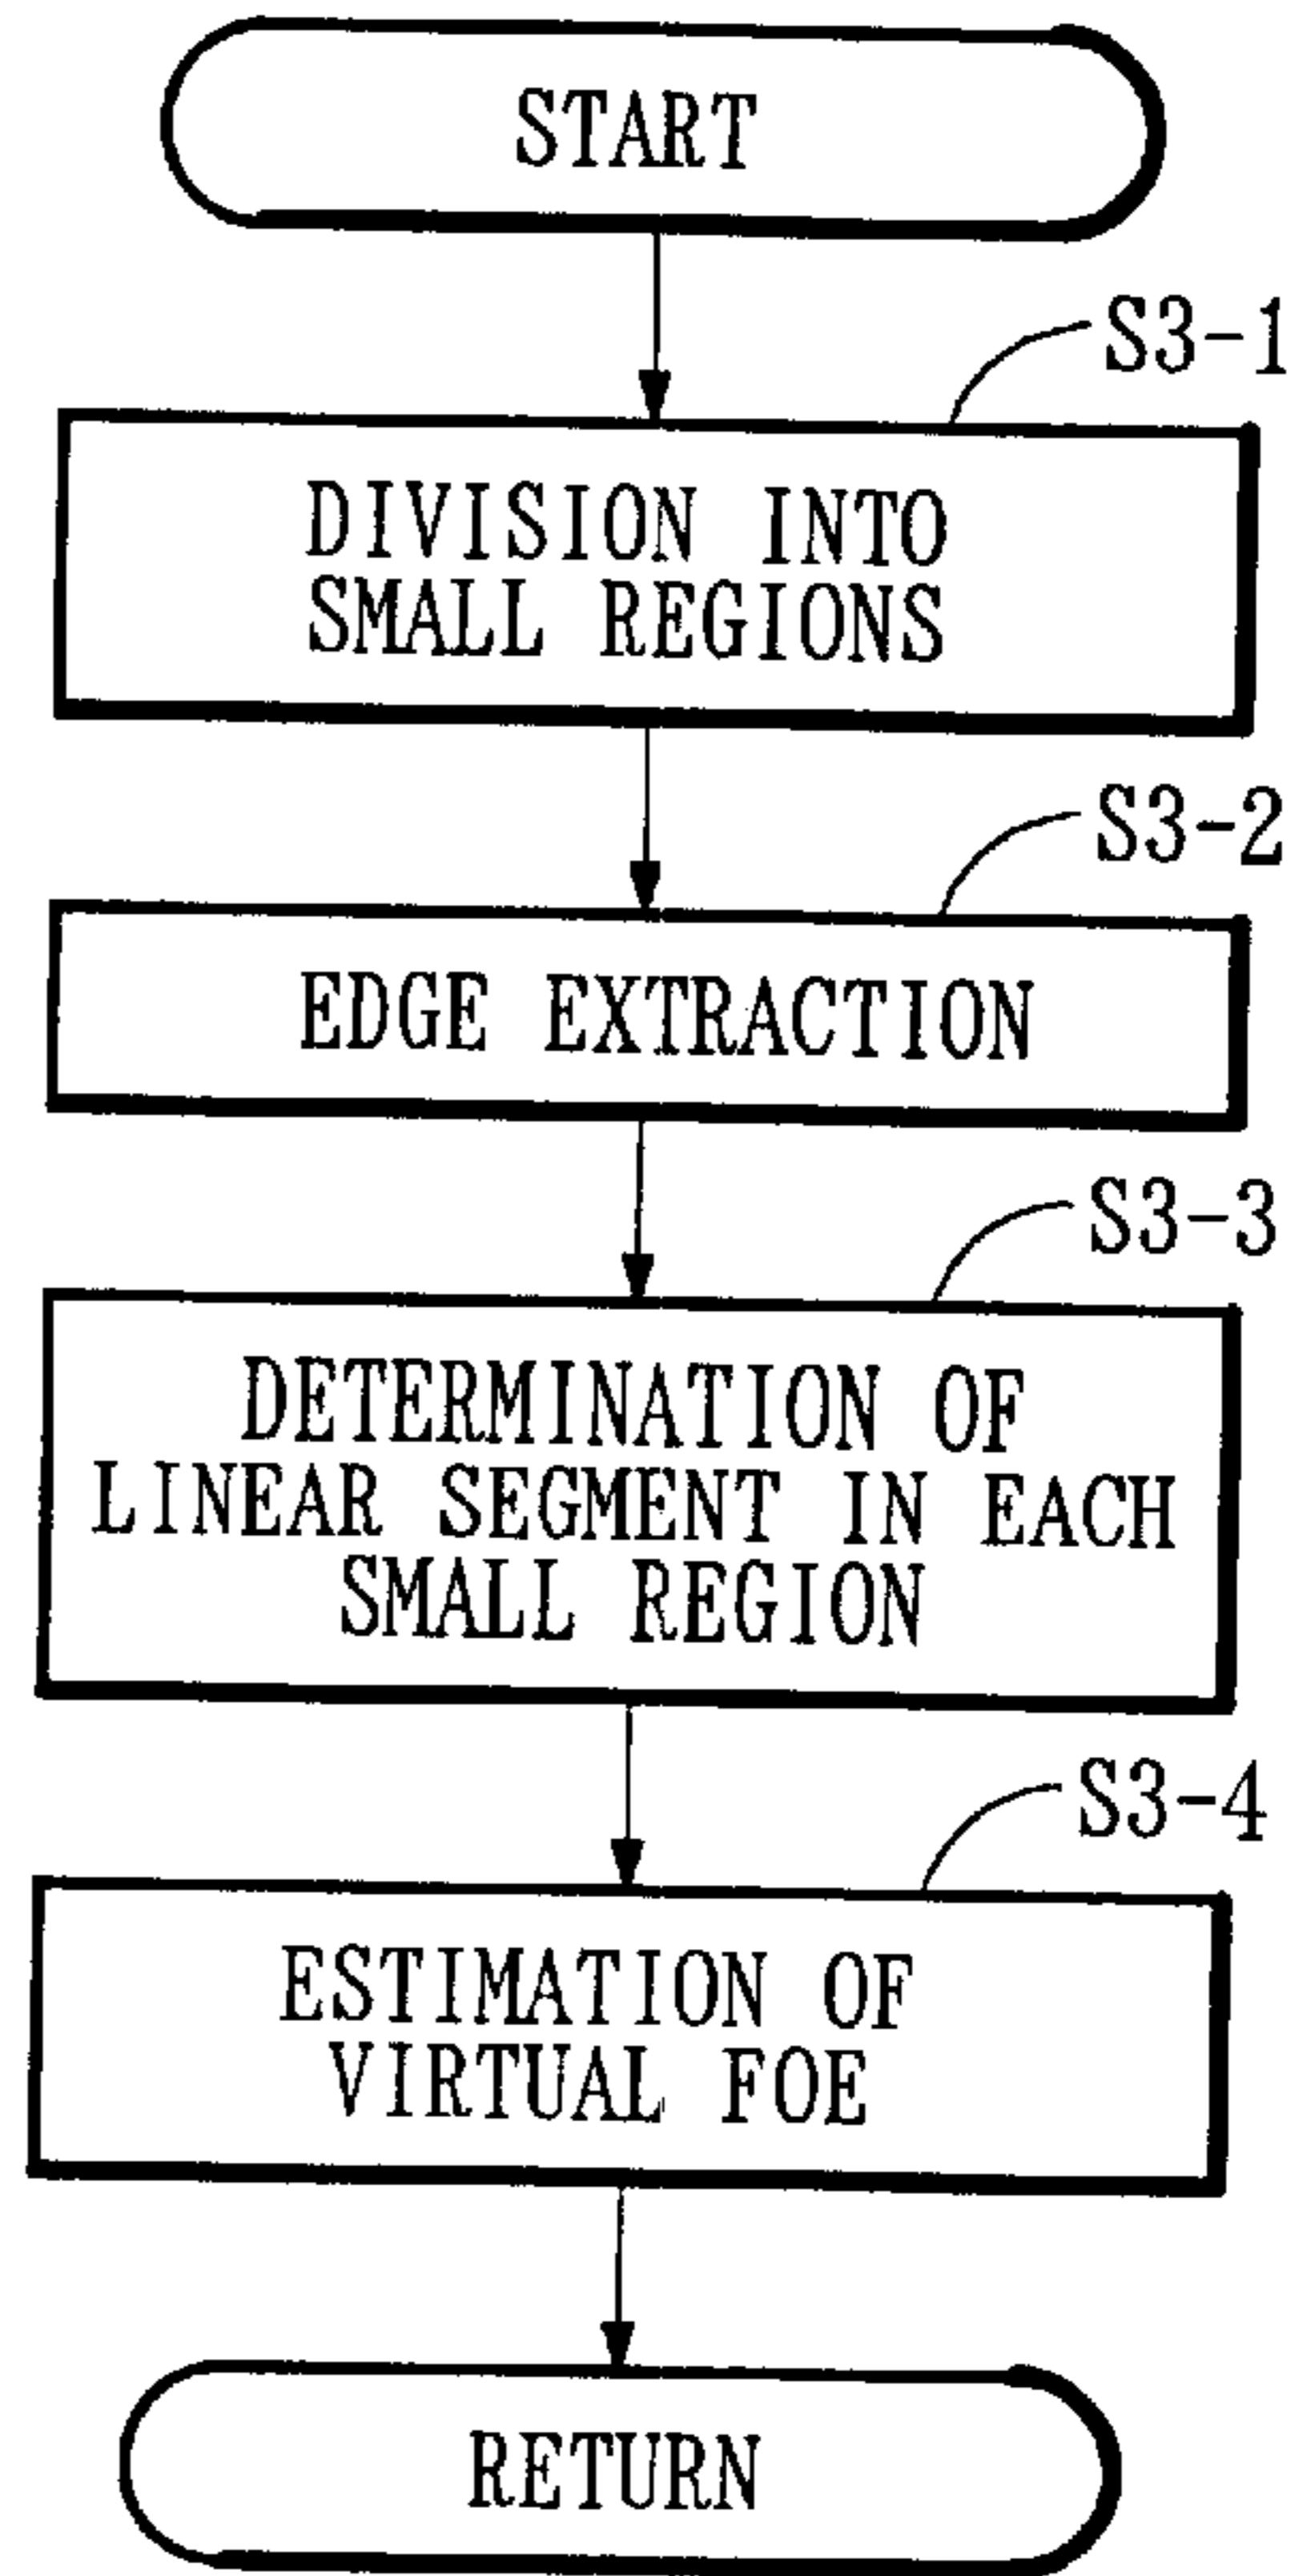 START
S3-1
DIVISION INTO
SMALL REGIONS
S3-2
EDGE EXTRACTION
S3-3
DETERMINATION OF
LINEAR SEGMENT IN EACH
SMALL REGION
S3-4
ESTIMATION OF
VIRTUAL FOE
RETURN